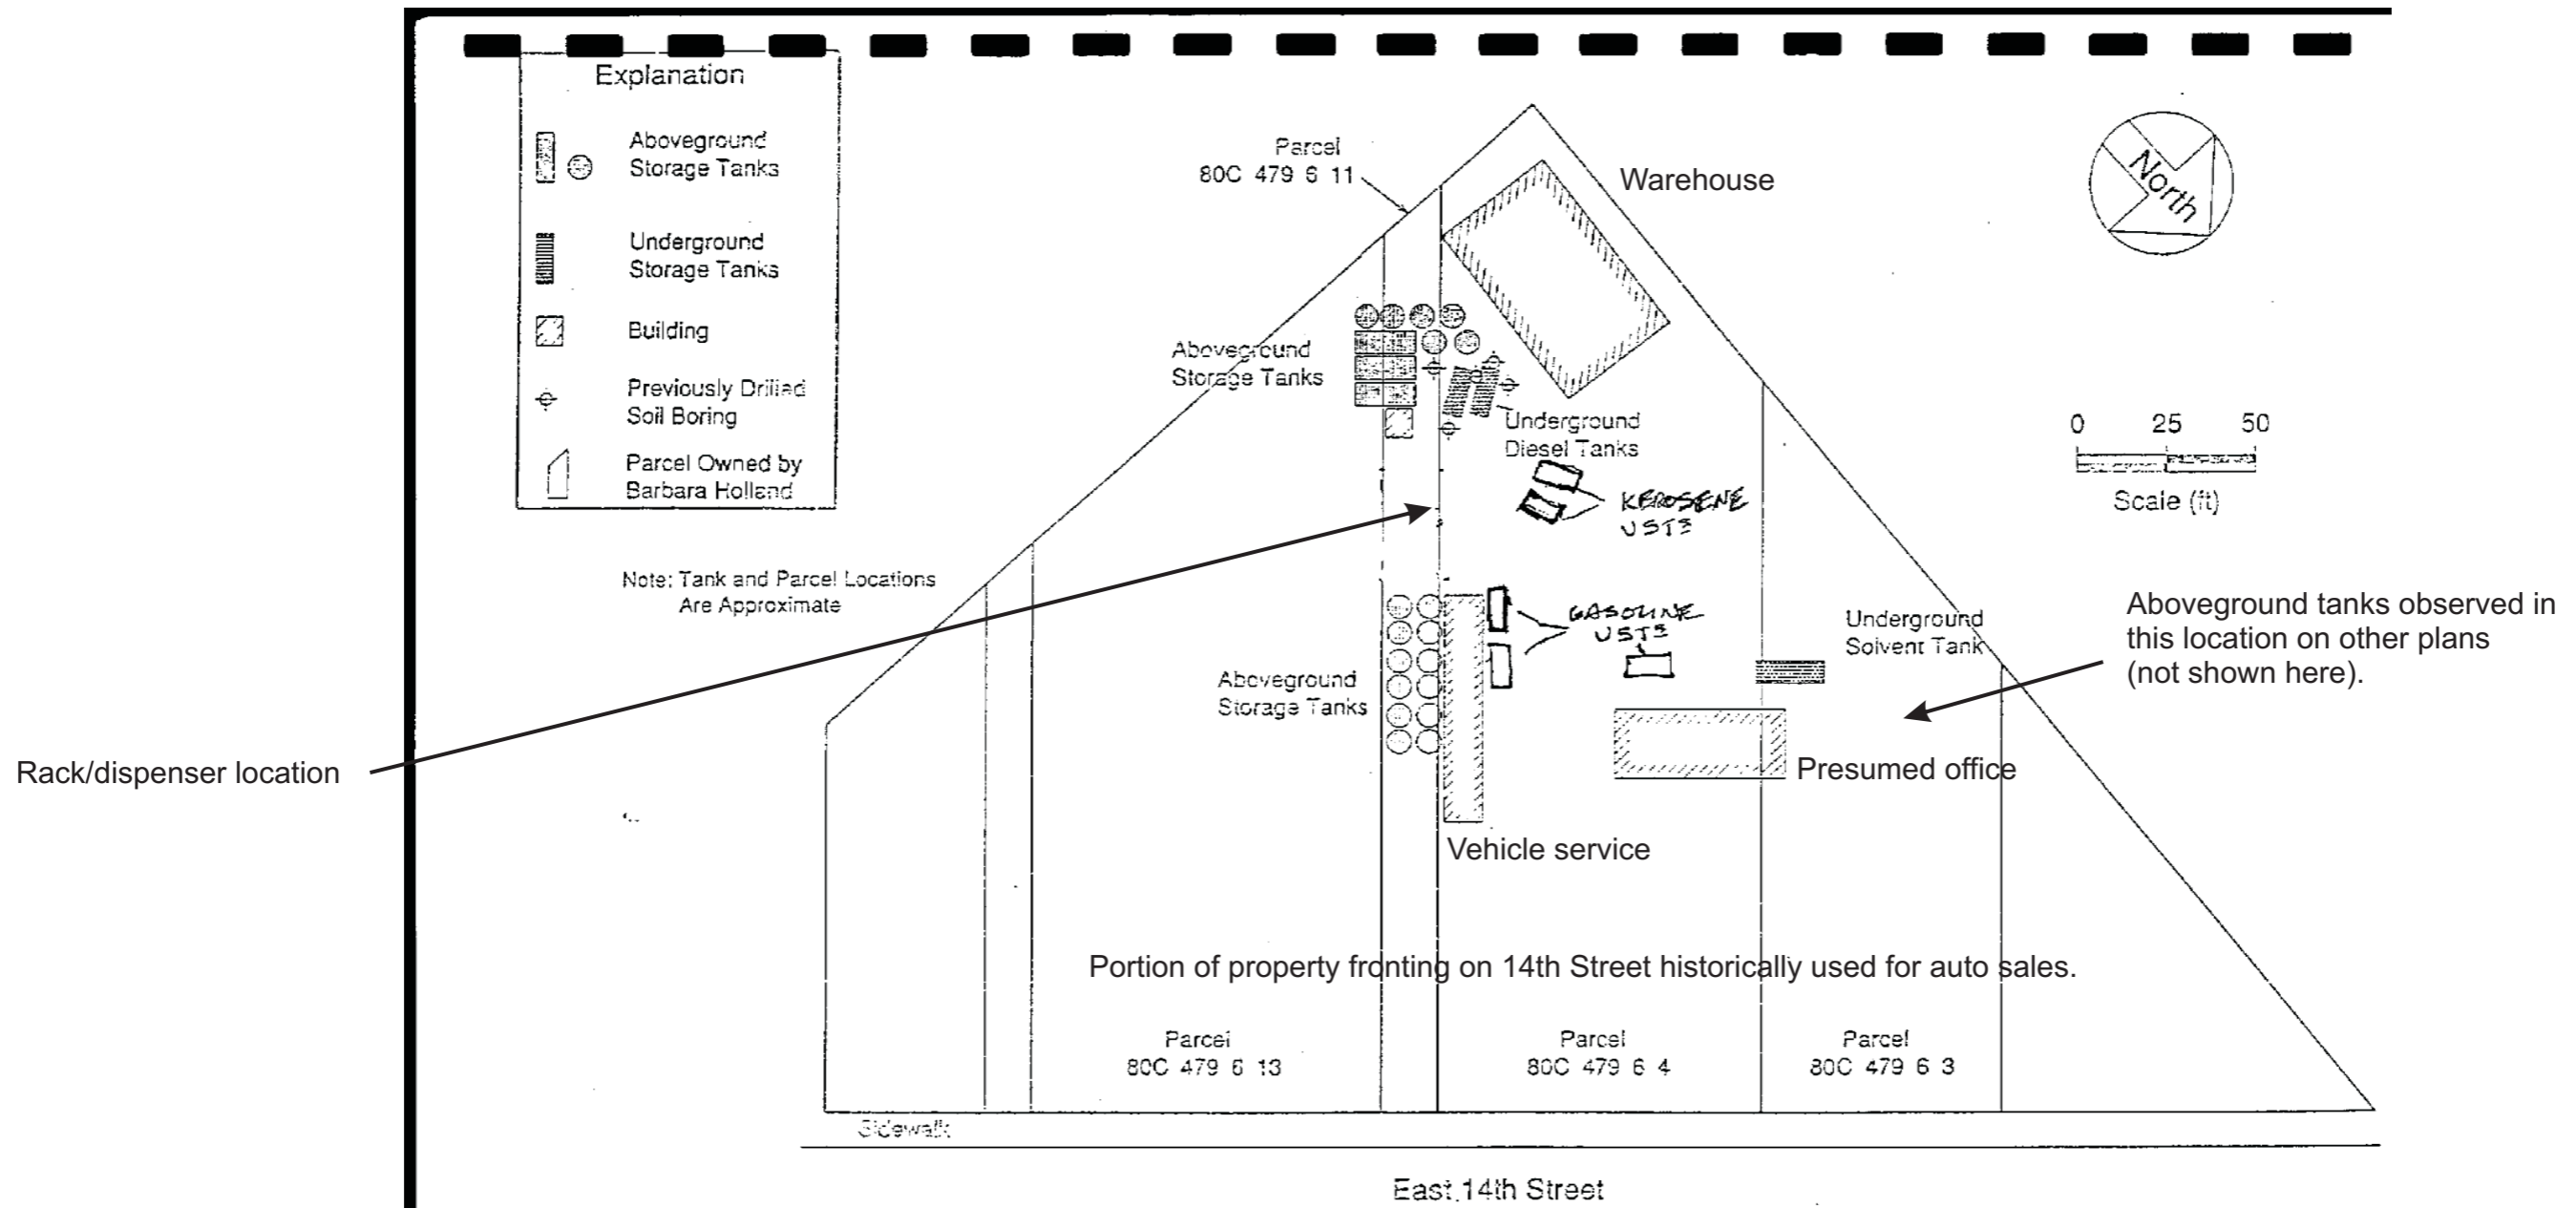 Explanation
Aboveground
Storage Tanks
Underground
Storage Tanks
Building
Previously Drilled
Soil Boring
Parcel Owned by
Barbara Holland
Note: Tank and Parcel Locations
Are Approximate
Parcel
80C 479 6 11
Warehouse
North
0 25 50
Scale (ft)
Aboveground
Storage Tanks
Underground
Diesel Tanks
KEROSENE
USTS
GASOLINE
USTS
Underground
Solvent Tank
Aboveground tanks observed in
this location on other plans
(not shown here).
Aboveground
Storage Tanks
Rack/dispenser location
Presumed office
Vehicle service
Portion of property fronting on 14th Street historically used for auto sales.
Parcel
80C 479 6 13
Parcel
80C 479 6 4
Parcel
80C 479 6 3
Sidewalk
East 14th Street